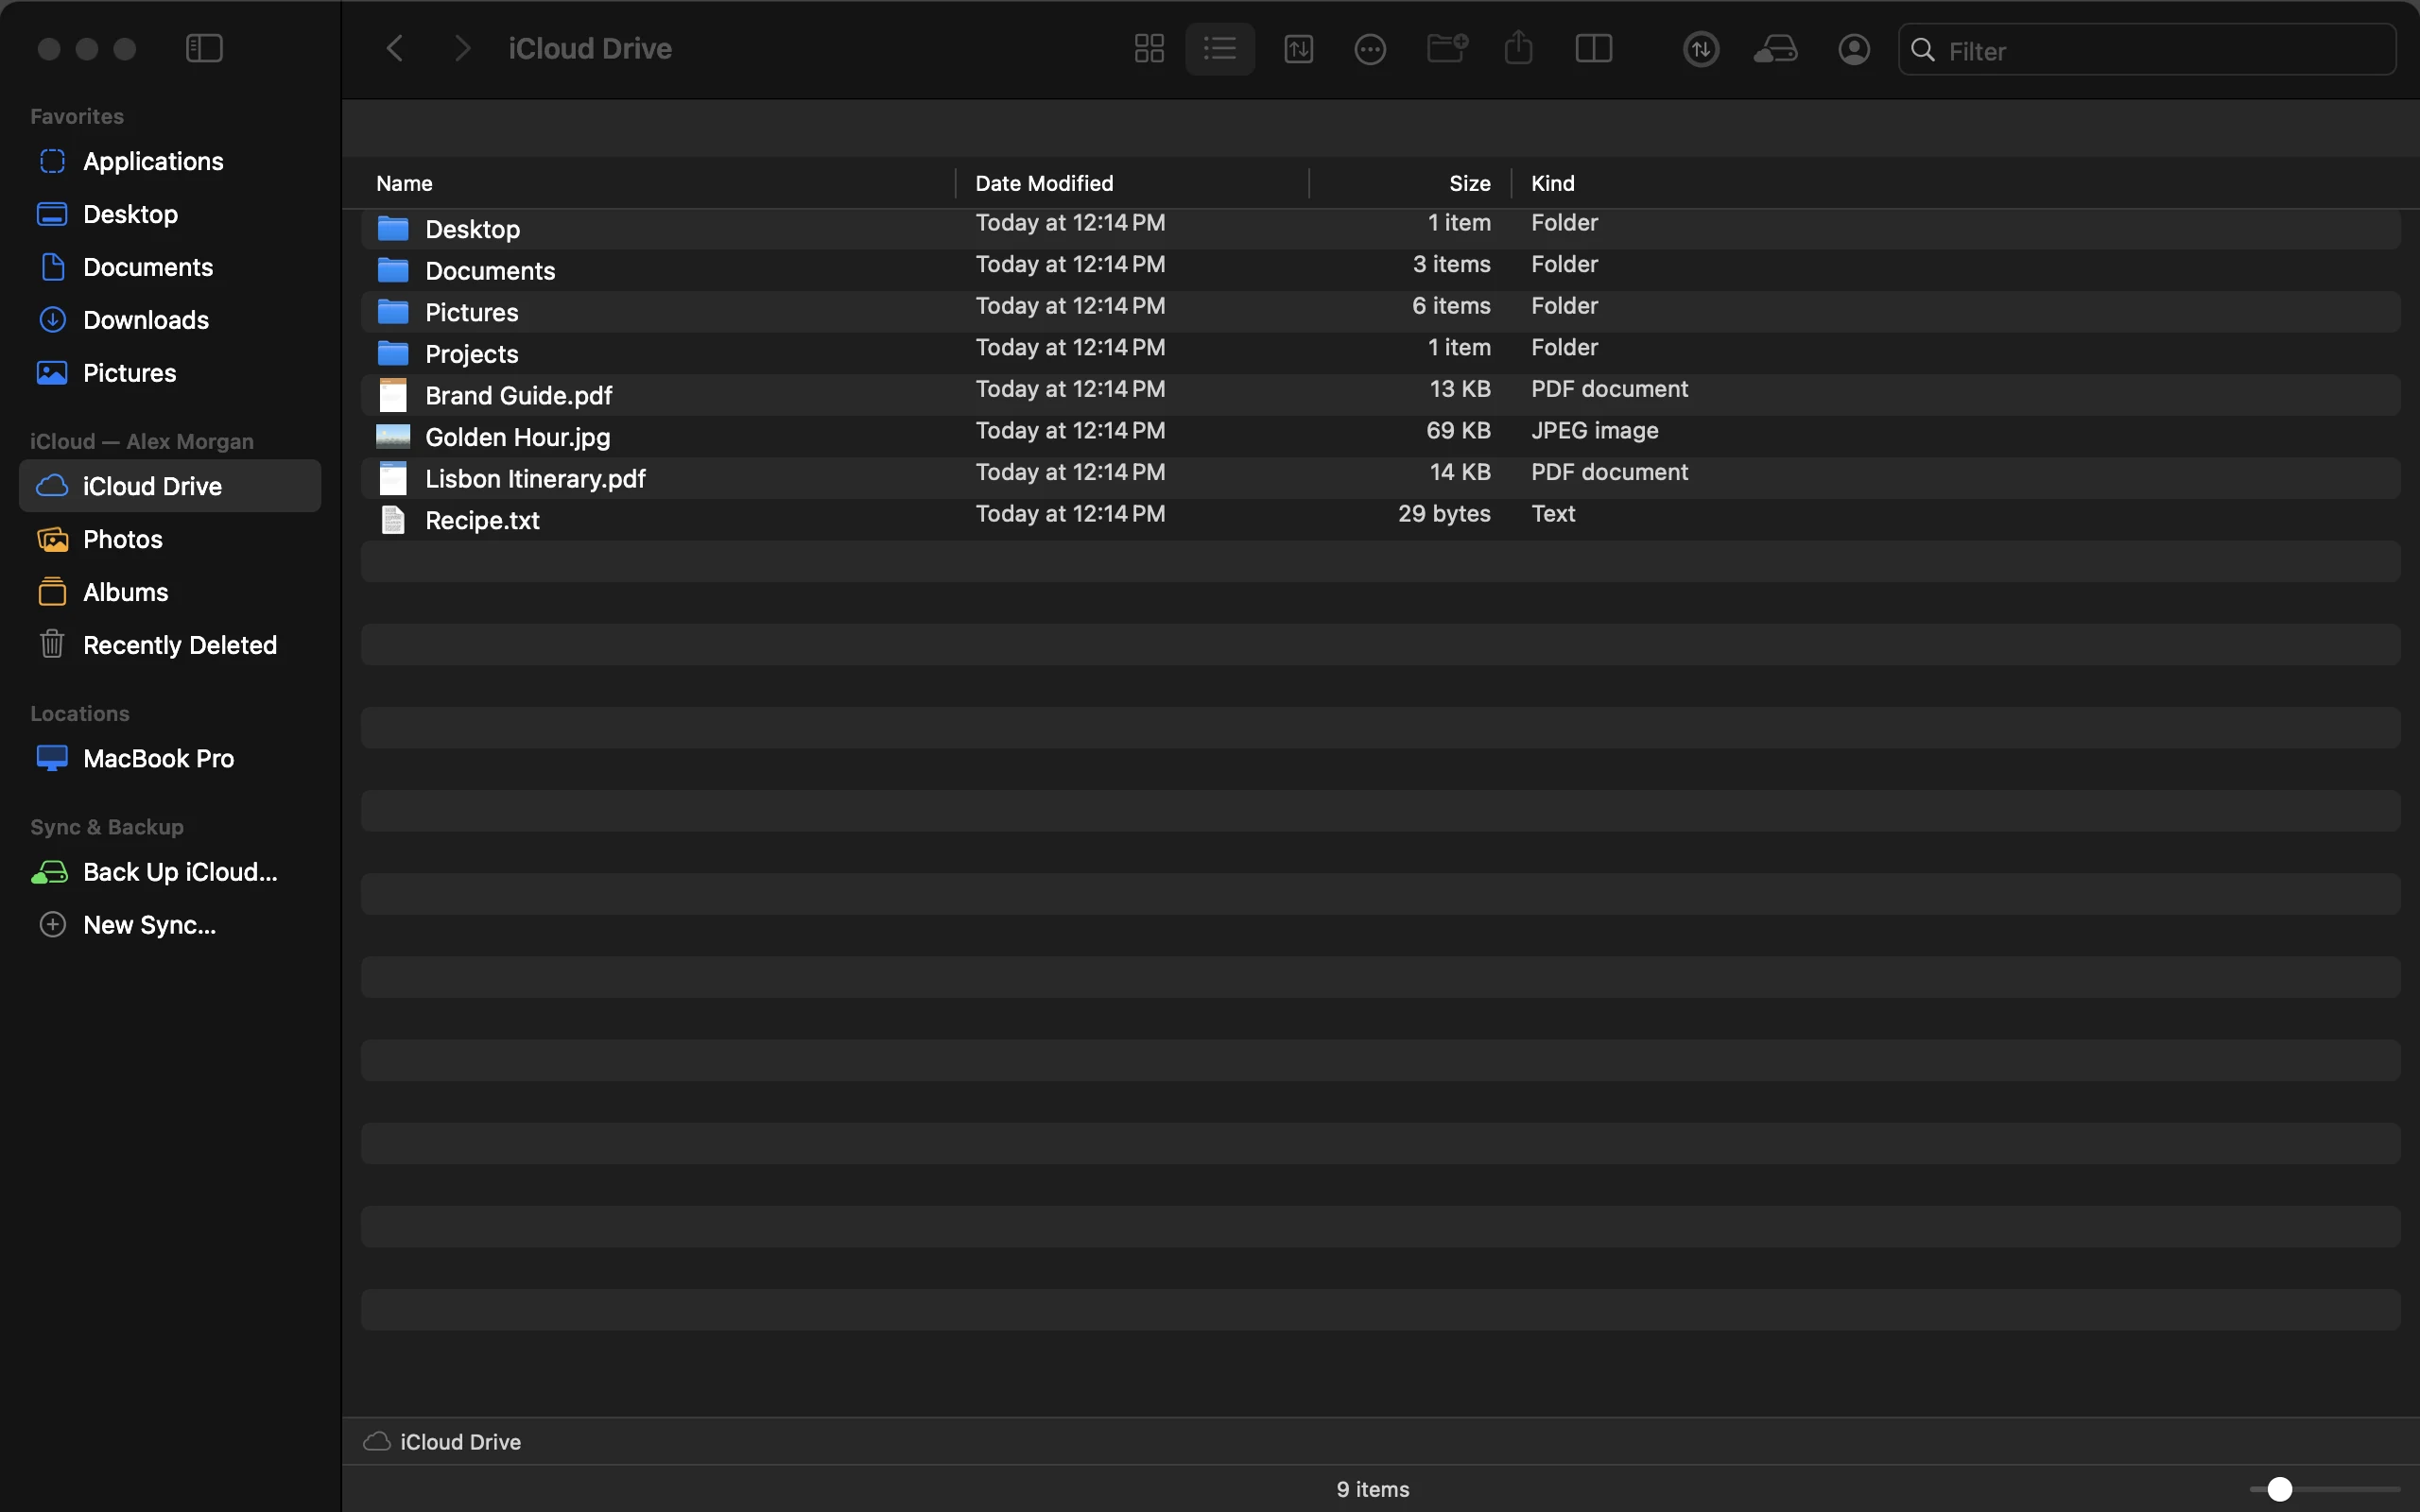 iCloud Drive
Filter
Favorites
Applications
Desktop
Documents
Downloads
Pictures
iCloud — Alex Morgan
iCloud Drive
Photos
Albums
Recently Deleted
Locations
MacBook Pro
Sync & Backup
Back Up iCloud...
New Sync...
Name Date Modified Size Kind
Desktop Today at 12:14 PM 1 item Folder
Documents Today at 12:14 PM 3 items Folder
Pictures Today at 12:14 PM 6 items Folder
Projects Today at 12:14 PM 1 item Folder
Brand Guide.pdf Today at 12:14 PM 13 KB PDF document
Golden Hour.jpg Today at 12:14 PM 69 KB JPEG image
Lisbon Itinerary.pdf Today at 12:14 PM 14 KB PDF document
Recipe.txt Today at 12:14 PM 29 bytes Text
iCloud Drive
9 items